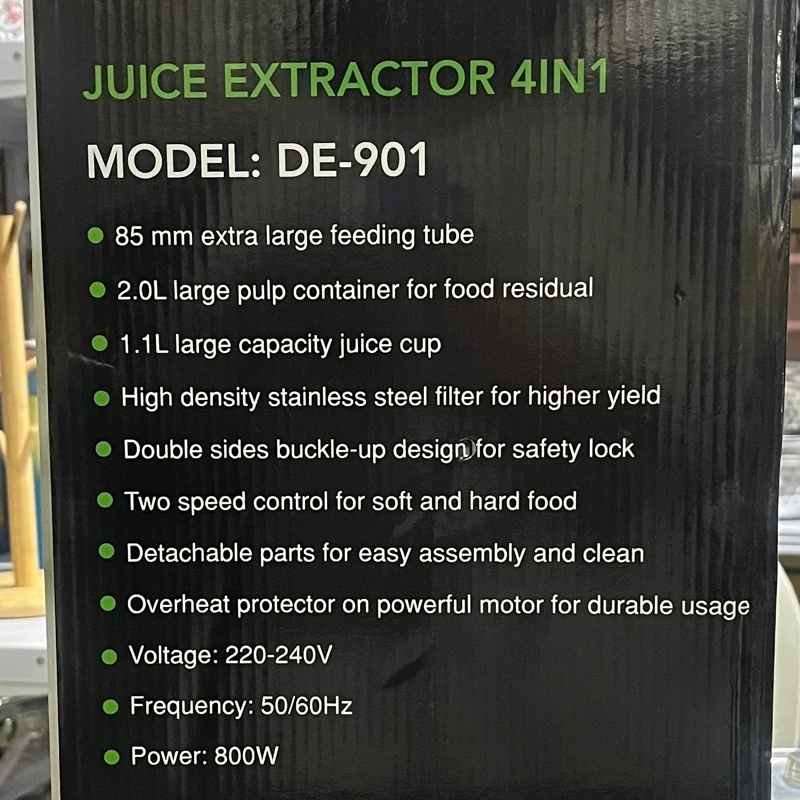 JUICE EXTRACTOR 4IN1
MODEL: DE-901
85 mm extra large feeding tube
2.0L large pulp container for food residual
1.1L large capacity juice cup
High density stainless steel filter for higher yield
Double sides buckle-up design for safety lock
Two speed control for soft and hard food
Detachable parts for easy assembly and clean
Overheat protector on powerful motor for durable usage
Voltage: 220-240V
Frequency: 50/60Hz
Power: 800W